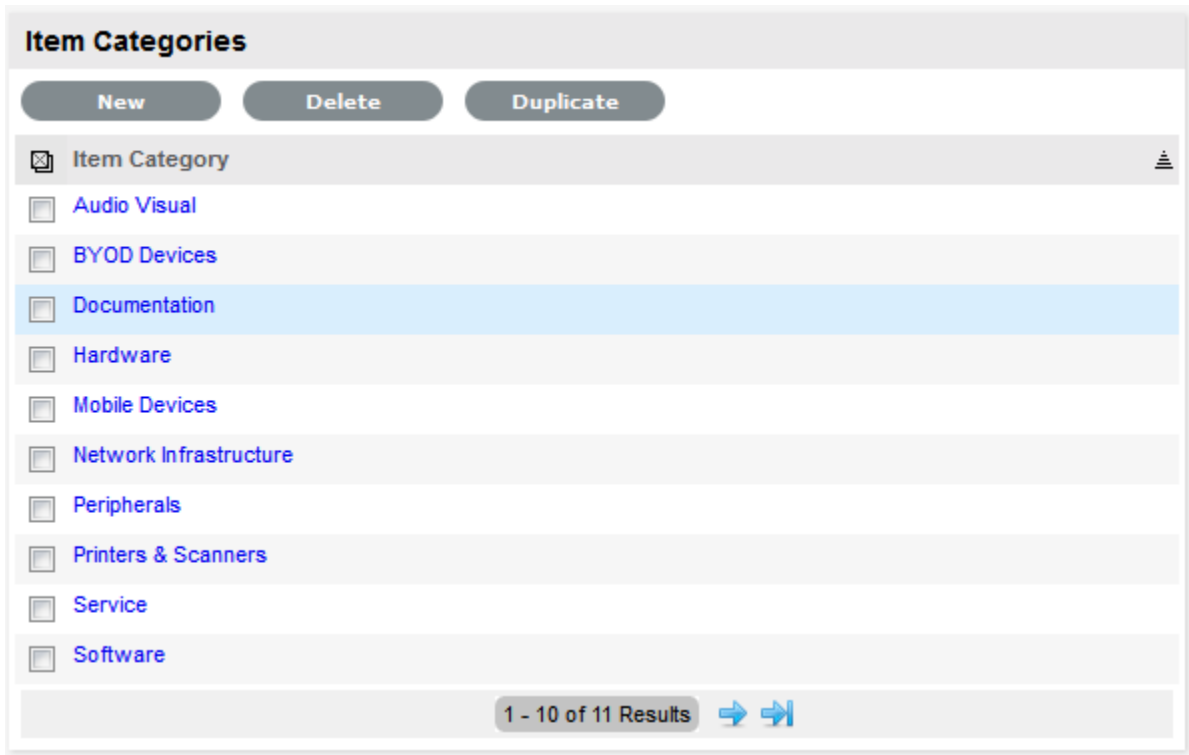 Item Categories
New Delete Duplicate
Item Category
Audio Visual
BYOD Devices
Documentation
Hardware
Mobile Devices
Network Infrastructure
Peripherals
Printers & Scanners
Service
Software
1 - 10 of 11 Results